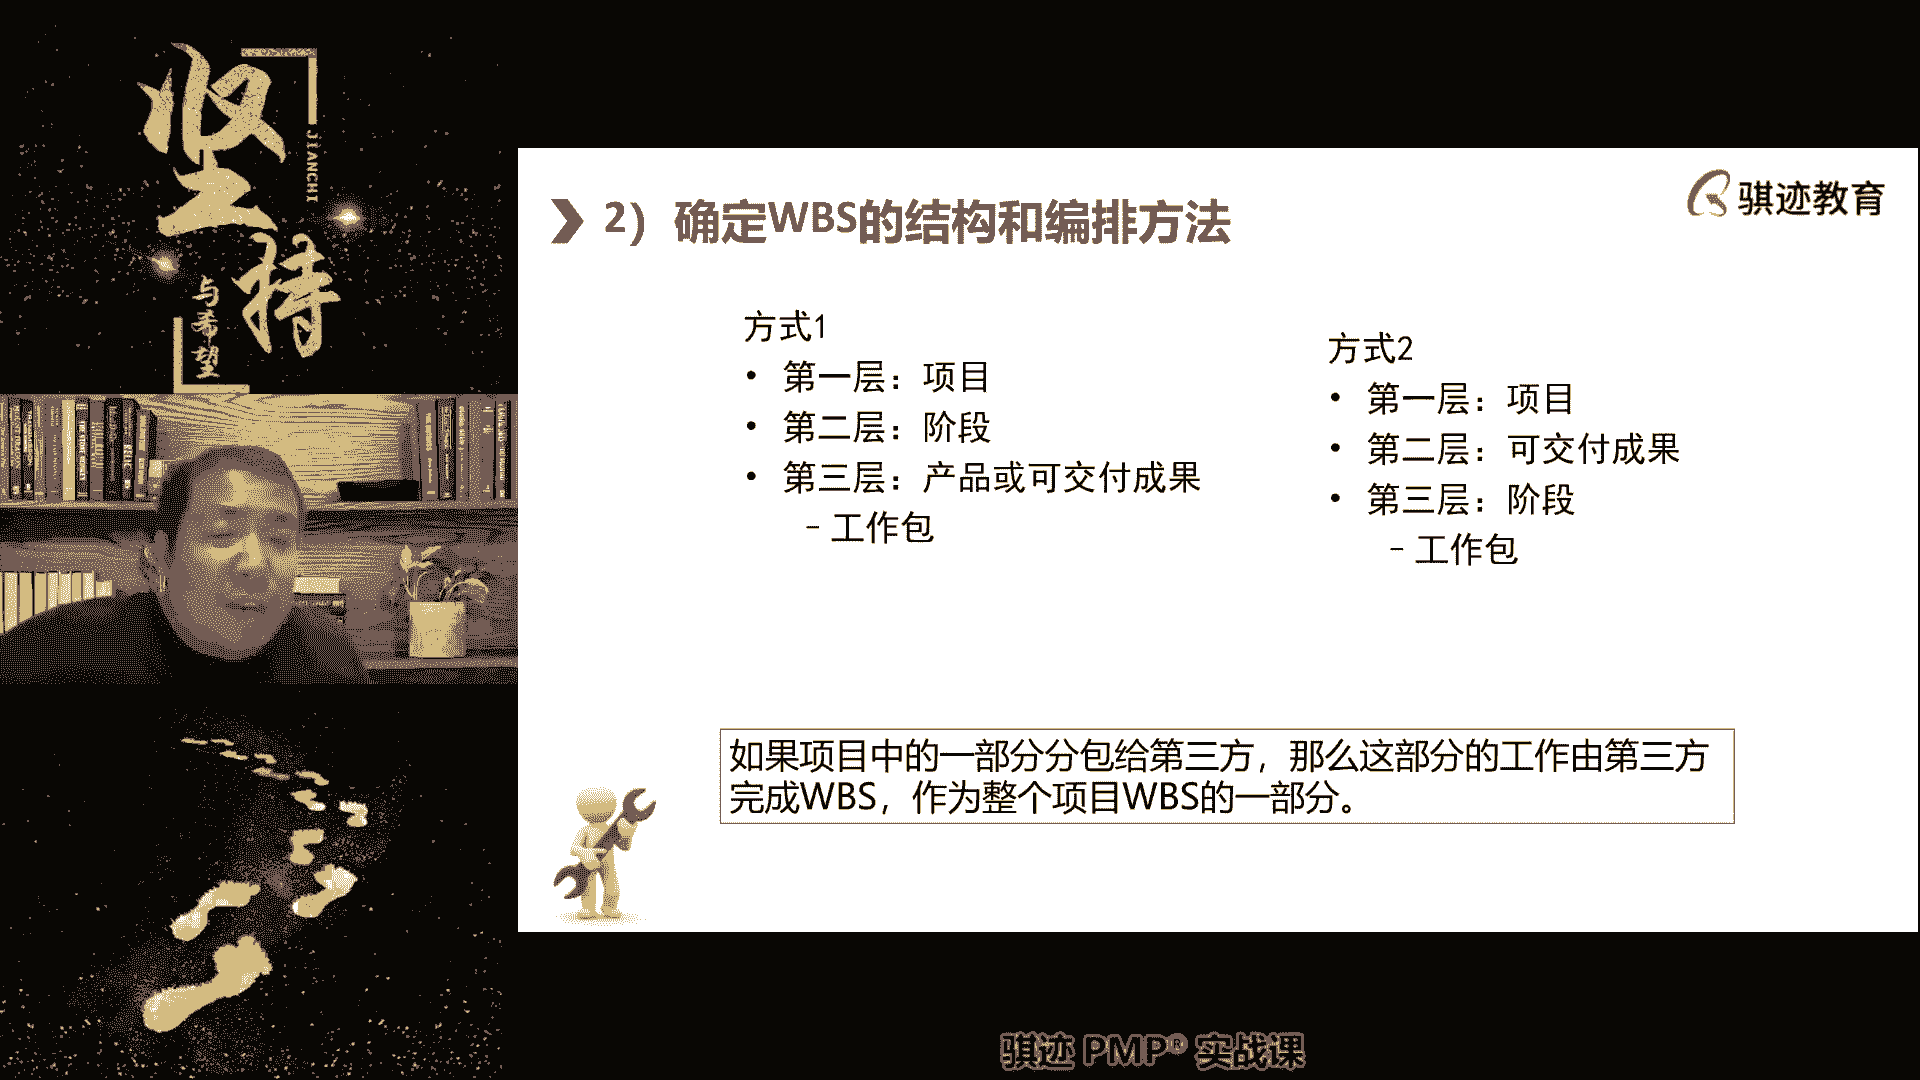 坚持
JIANCHI
与希望
骐迹教育
2）确定WBS的结构和编排方法
方式1
• 第一层：项目
• 第二层：阶段
• 第三层：产品或可交付成果
– 工作包
方式2
• 第一层：项目
• 第二层：可交付成果
• 第三层：阶段
– 工作包
如果项目中的一部分分包给第三方，那么这部分的工作由第三方
完成WBS，作为整个项目WBS的一部分。
骐迹 PMP® 实战课